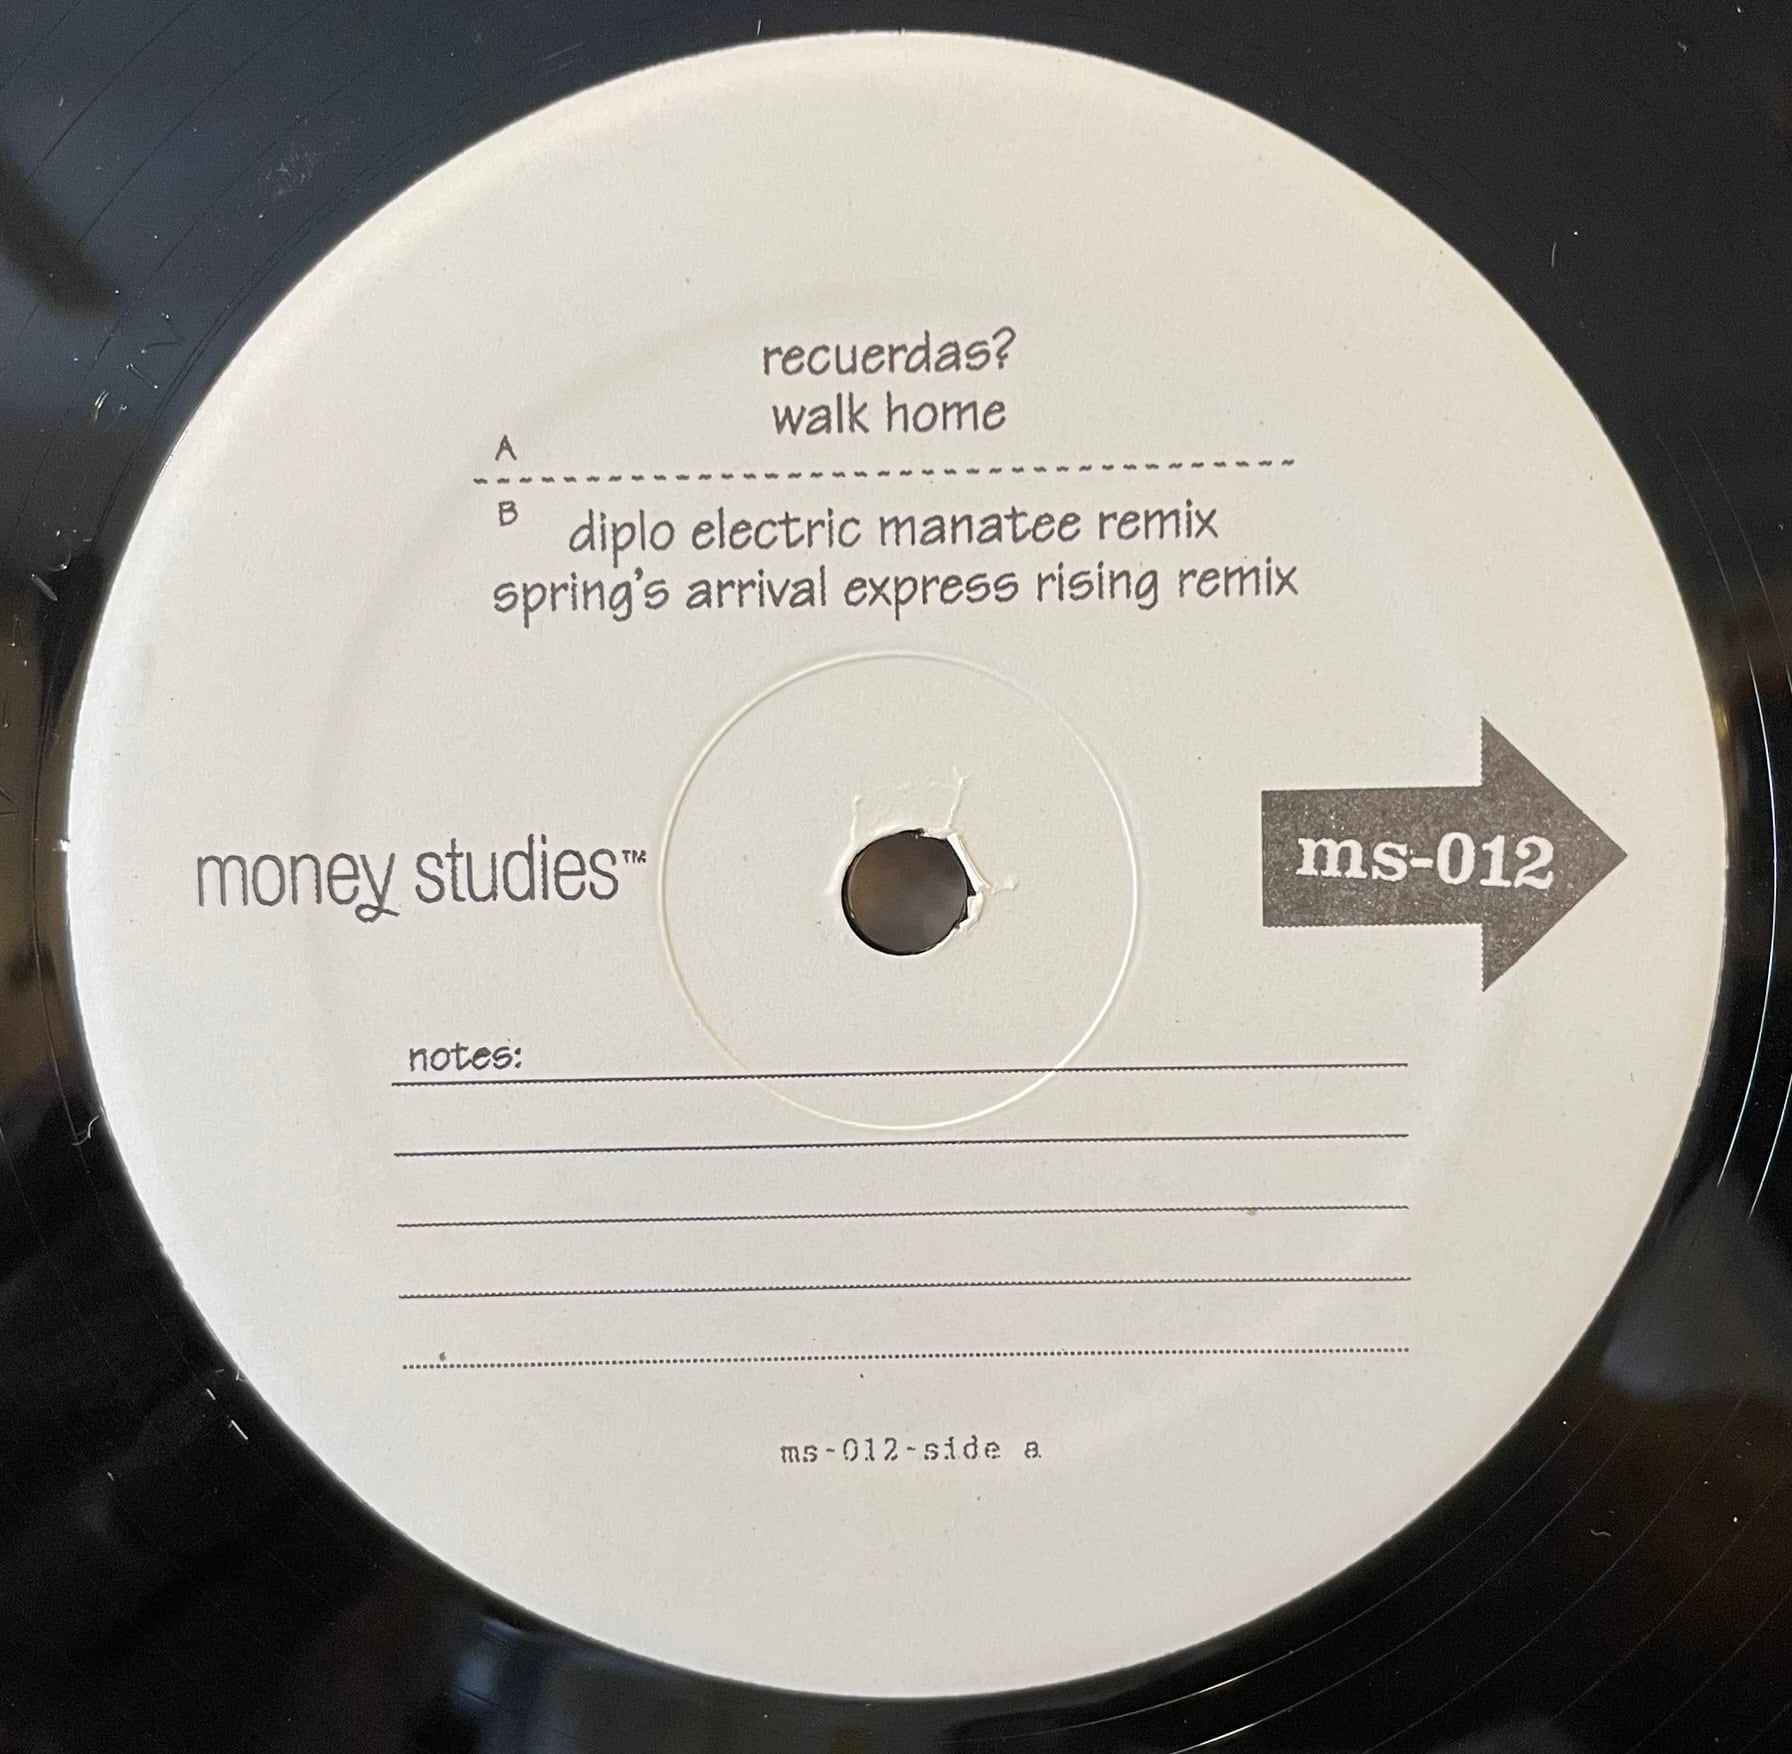 recuerdas?
walk home
A
B
diplo electric manatee remix
spring's arrival express rising remix
money studies™
ms-012
notes:
ms-012-side a